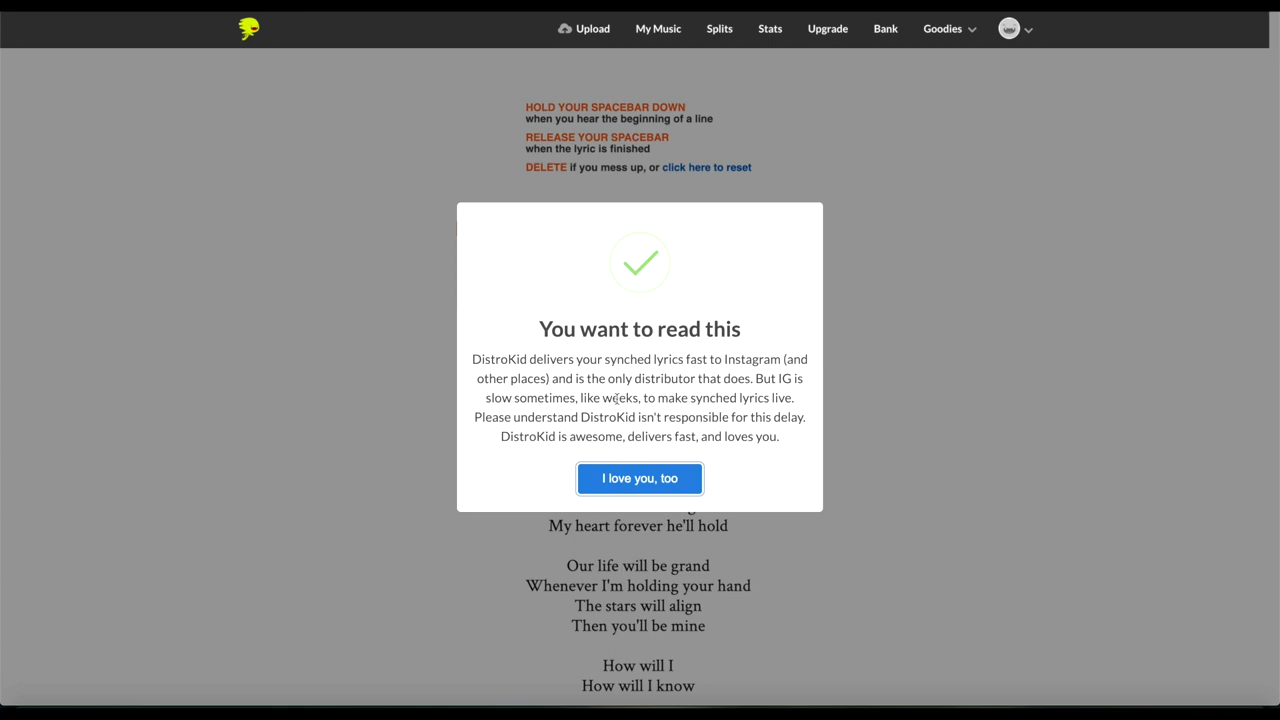 Upload My Music Splits Stats Upgrade Bank Goodies
HOLD YOUR SPACEBAR DOWN
when you hear the beginning of a line
RELEASE YOUR SPACEBAR
when the lyric is finished
DELETE if you mess up, or click here to reset
You want to read this
DistroKid delivers your synched lyrics fast to Instagram (and
other places) and is the only distributor that does. But IG is
slow sometimes, like weeks, to make synched lyrics live.
Please understand DistroKid isn't responsible for this delay.
DistroKid is awesome, delivers fast, and loves you.
I love you, too
My heart forever he'll hold
Our life will be grand
Whenever I'm holding your hand
The stars will align
Then you'll be mine
How will I
How will I know